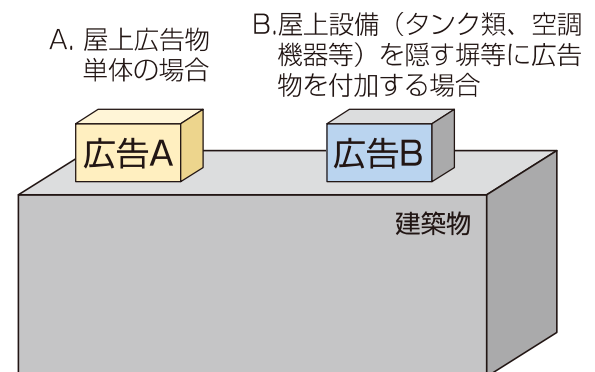 A. 屋上広告物
単体の場合
B.屋上設備（タンク類、空調
機器等）を隠す塀等に広告
物を付加する場合
広告A
広告B
建築物